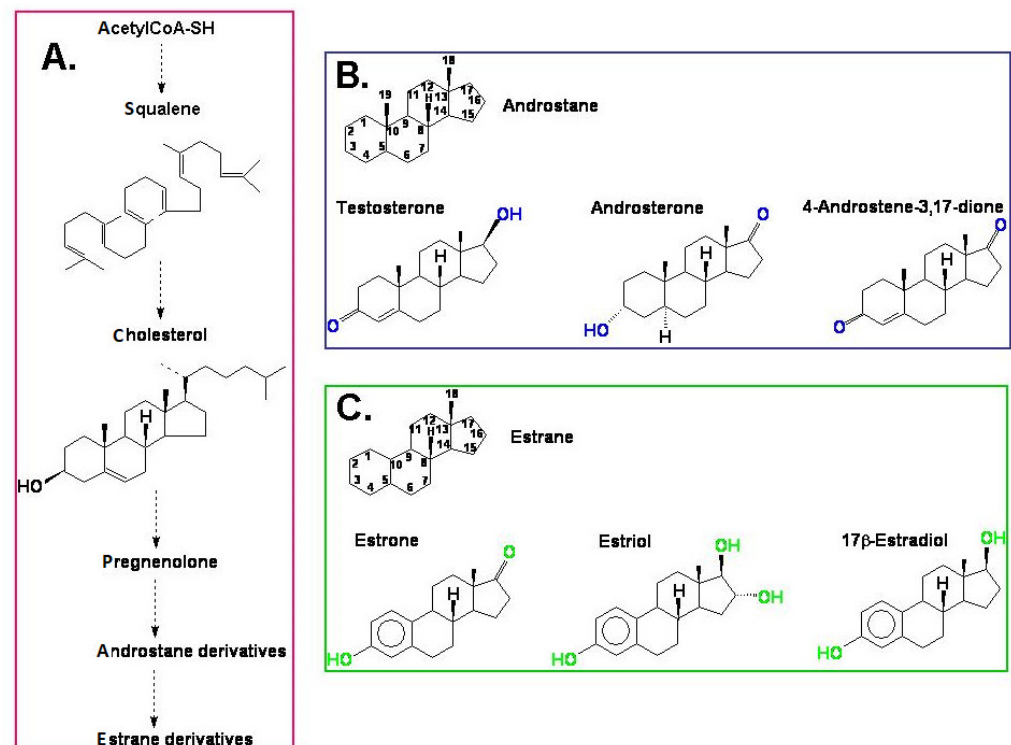 A.
AcetylCoA-SH
Squalene
Cholesterol
H
HO
Pregnenolone
Androstane derivatives
Estrane derivatives
B.
18
19 11 12 13 17 16
H
Androstane
1 9 14 15
2 10 8
3 5 7
4 6
Testosterone
OH
H
O
Androsterone
O
H
HO
H
4-Androstene-3,17-dione
O
H
O
C.
18
12 17
11 H 13 16
Estrane
1 9 14 15
2 10 8
3 5 7
4 6
Estrone
O
H
HO
Estriol
OH
H
OH
HO
17β-Estradiol
OH
H
HO